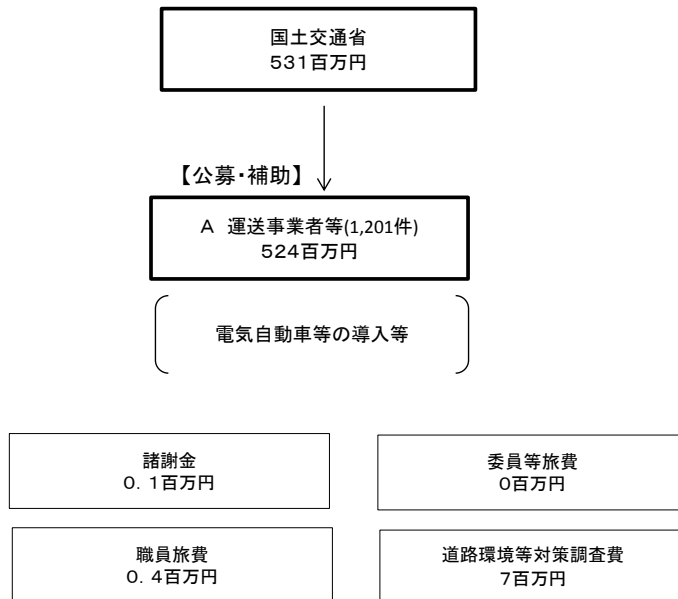 国土交通省
531百万円
【公募・補助】
A 運送事業者等(1,201件)
524百万円
電気自動車等の導入等
諸謝金
0．1百万円
委員等旅費
0百万円
職員旅費
0．4百万円
道路環境等対策調査費
7百万円